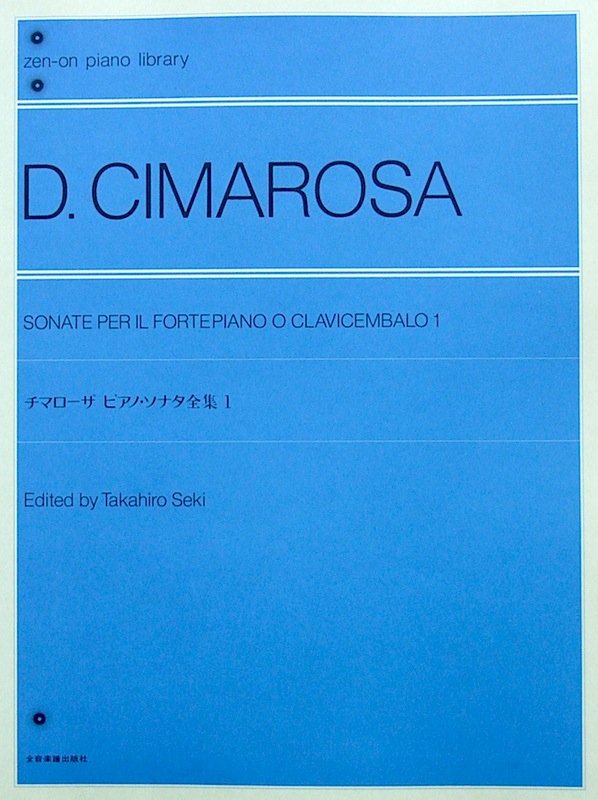 zen-on piano library
D. CIMAROSA
SONATE PER IL FORTEPIANO O CLAVICEMBALO 1
チマローザ ピアノ・ソナタ全集 1
Edited by Takahiro Seki
全音楽譜出版社